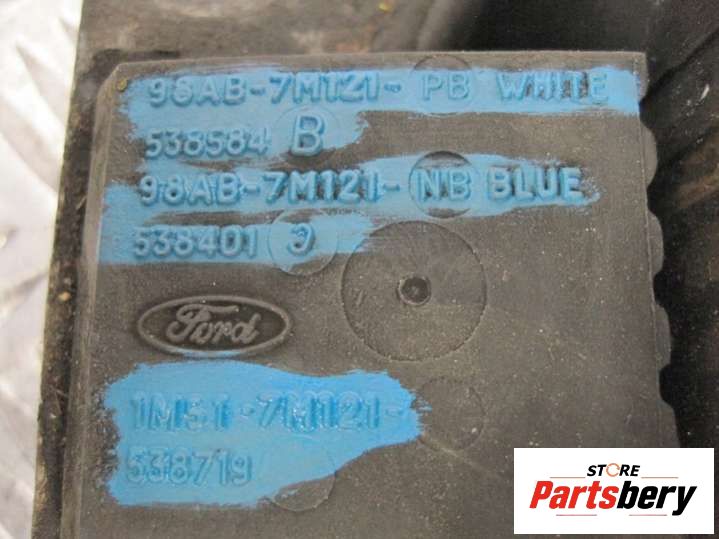 98AB-7M121- PB WHITE
538584 B
98AB-7M121- NB BLUE
538401 J
Ford
1M51-7M121-
538719
STORE
Partsbery